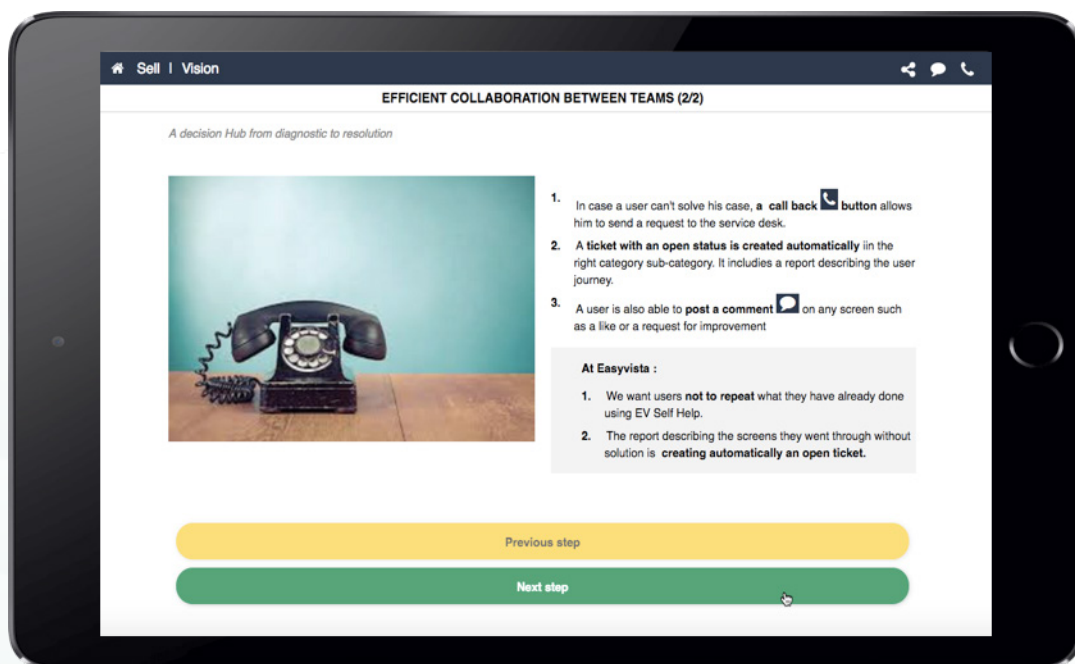 Sell | Vision
EFFICIENT COLLABORATION BETWEEN TEAMS (2/2)
A decision Hub from diagnostic to resolution
1. In case a user can't solve his case, a call back button allows
him to send a request to the service desk.
2. A ticket with an open status is created automatically iin the
right category sub-category. It includies a report describing the user
journey.
3. A user is also able to post a comment on any screen such
as a like or a request for improvement
At Easyvista :
1. We want users not to repeat what they have already done
using EV Self Help.
2. The report describing the screens they went through without
solution is creating automatically an open ticket.
Previous step
Next step